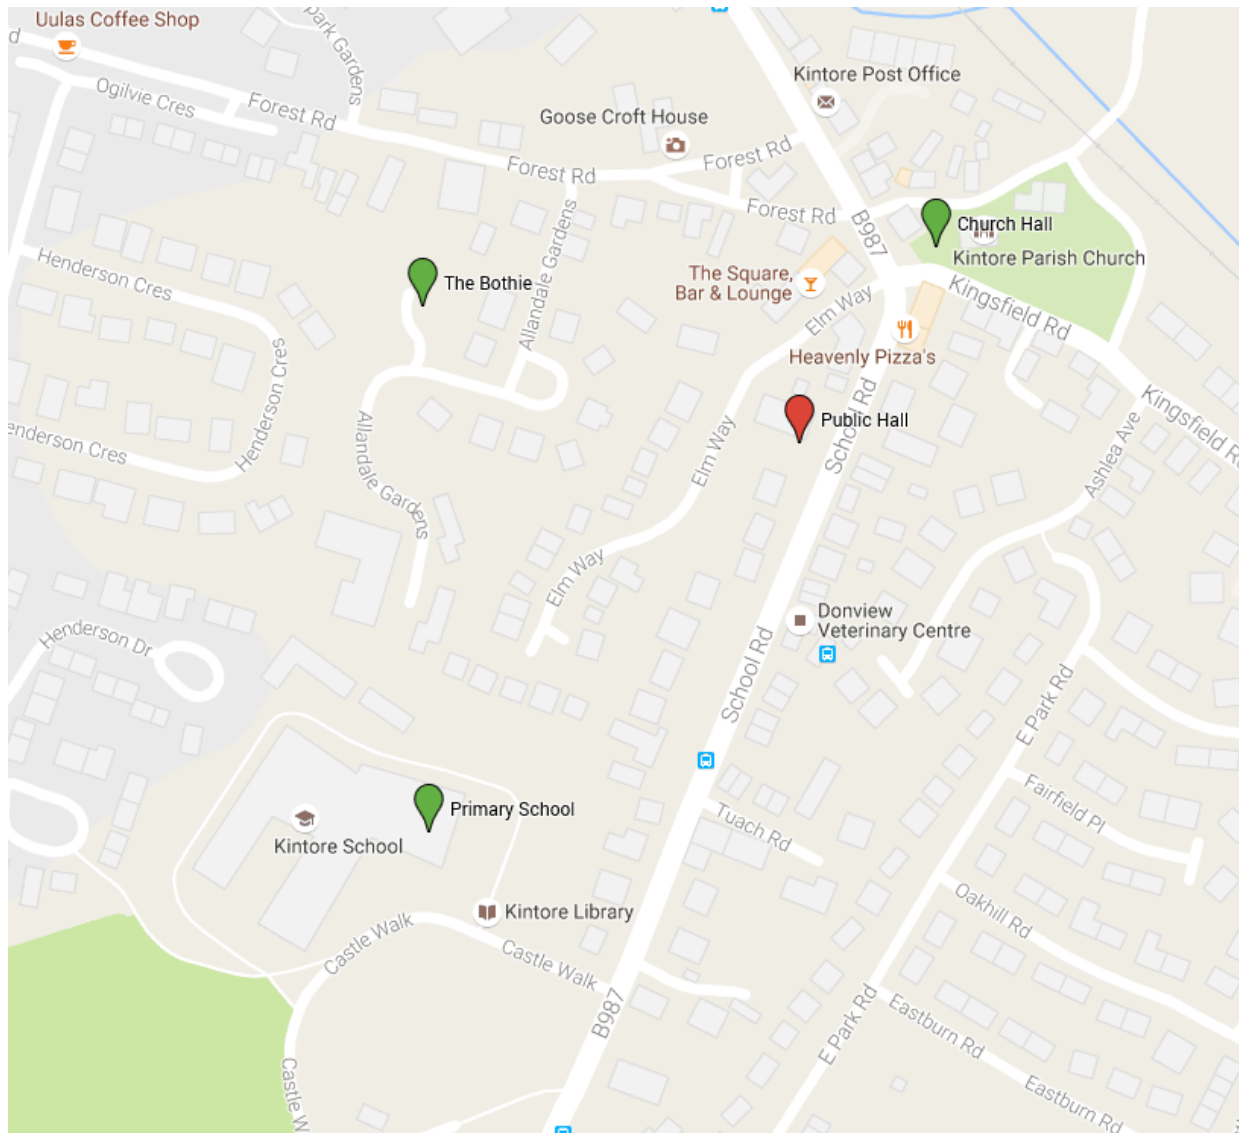 Uulas Coffee Shop
d
park Gardens
Ogilvie Cres
Forest Rd
Kintore Post Office
Goose Croft House
Forest Rd
Forest Rd
Forest Rd
B987
Church Hall
Kintore Parish Church
Allandale Gardens
Henderson Cres
The Bothie
The Square,
Bar & Lounge
Elm Way
Kingsfield Rd
Heavenly Pizza's
Henderson Cres
Kingsfield Rd
enderson Cres
Allandale Gardens
Elm Way
Public Hall
School Rd
Ashlea Ave
Elm Way
Donview
Veterinary Centre
Henderson Dr
School Rd
E Park Rd
Primary School
Kintore School
Tuach Rd
Fairfield Pl
Kintore Library
Castle Walk
Castle Walk
Oakhill Rd
B987
E Park Rd
Eastburn Rd
Eastburn Rd
Castle W